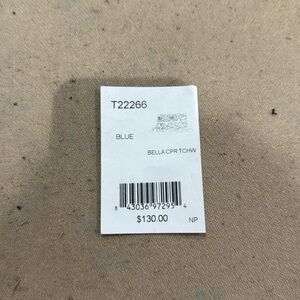 T22266
BLUE
BELLA CPR TCHW
8 43036 97295 4
$130.00 NP